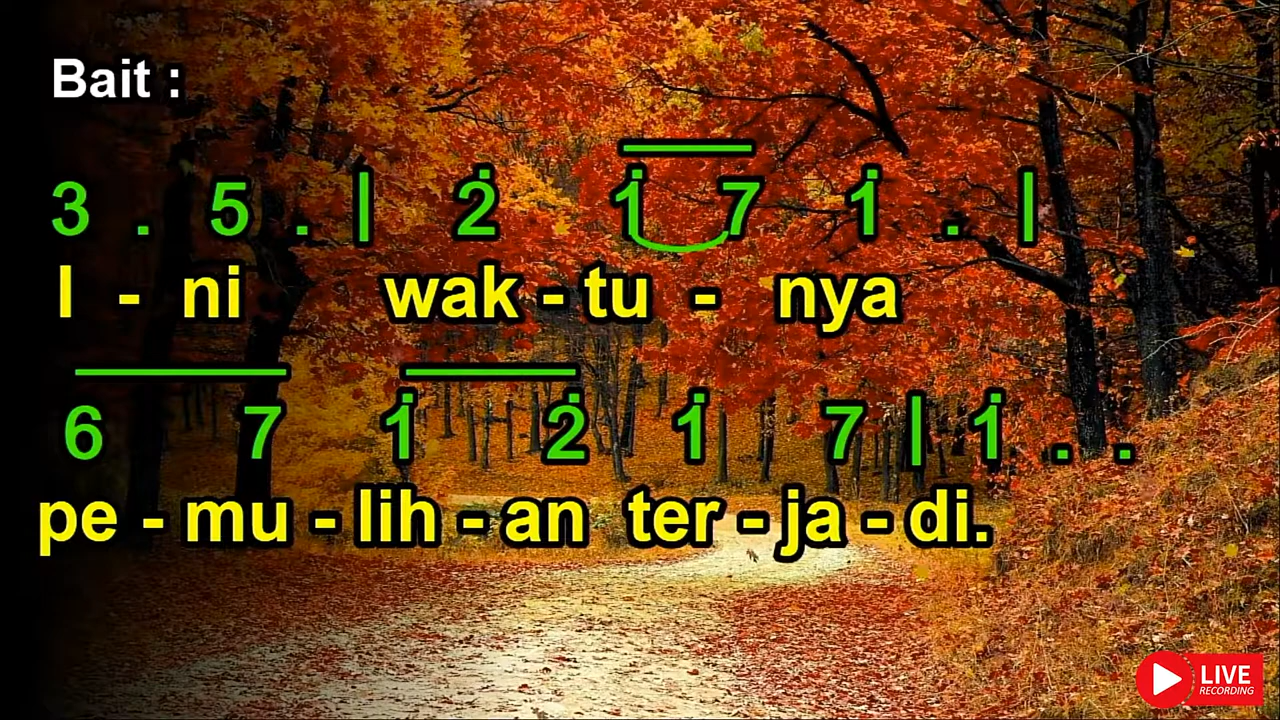 Bait :
3 . 5 . | 2̇ 1̇ 7 1̇ . |
I - ni wak - tu - nya
6 7 1̇ 2̇ 1̇ 7 | 1̇ . .
pe - mu - lih - an ter - ja - di.
LIVE
RECORDING